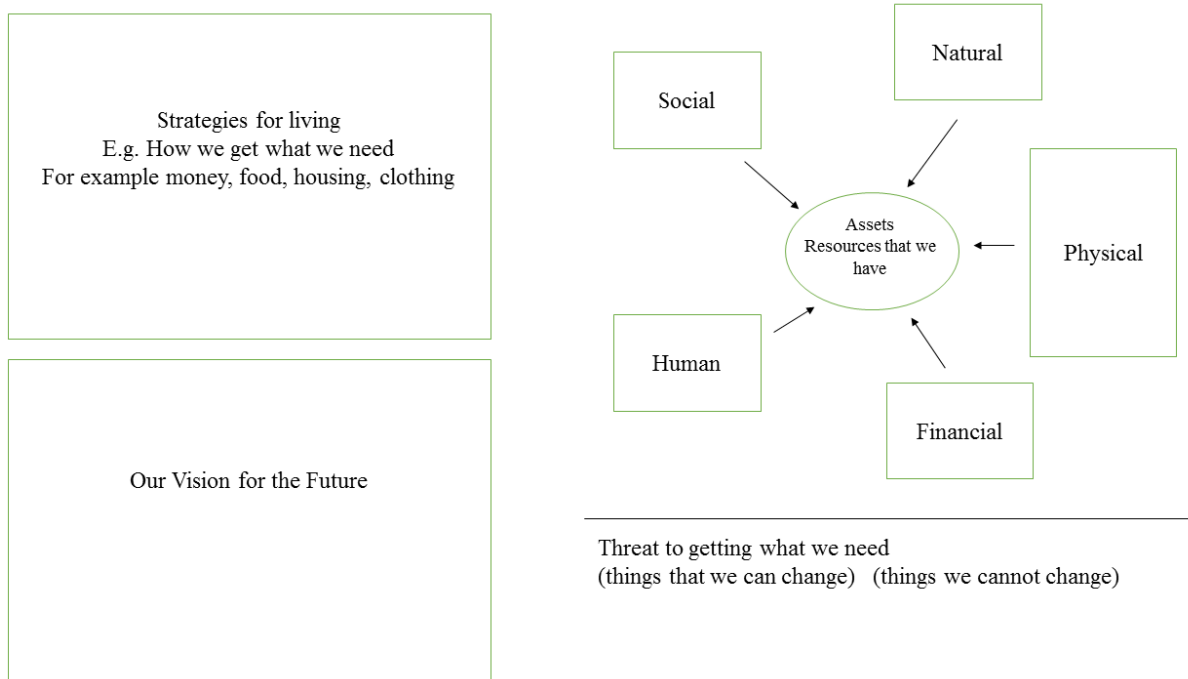 Strategies for living
E.g. How we get what we need
For example money, food, housing, clothing
Our Vision for the Future
Natural
Social
Physical
Assets
Resources that we
have
Human
Financial
Threat to getting what we need
(things that we can change) (things we cannot change)